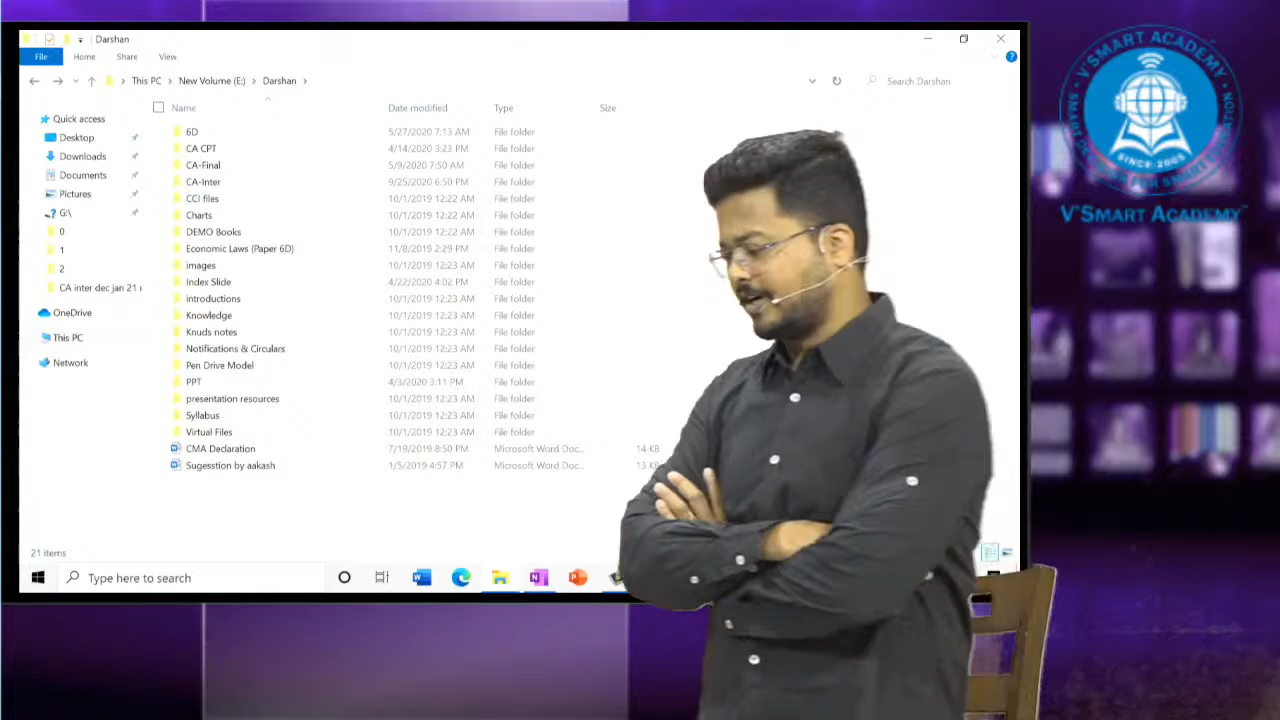 Darshan
File Home Share View
This PC New Volume (E:) Darshan
Search Darshan
Name Date modified Type Size
Quick access
Desktop
Downloads
Documents
Pictures
G:\
0
1
2
CA inter dec jan 21
OneDrive
This PC
Network
6D 5/27/2020 7:13 AM File folder
CA CPT 4/14/2020 3:23 PM File folder
CA-Final 5/9/2020 7:50 AM File folder
CA-Inter 9/25/2020 6:50 PM File folder
CCI files 10/1/2019 12:22 AM File folder
Charts 10/1/2019 12:22 AM File folder
DEMO Books 10/1/2019 12:22 AM File folder
Economic Laws (Paper 6D) 11/8/2019 2:29 PM File folder
images 10/1/2019 12:23 AM File folder
Index Slide 4/22/2020 4:02 PM File folder
introductions 10/1/2019 12:23 AM File folder
Knowledge 10/1/2019 12:23 AM File folder
Knuds notes 10/1/2019 12:23 AM File folder
Notifications & Circulars 10/1/2019 12:23 AM File folder
Pen Drive Model 10/1/2019 12:23 AM File folder
PPT 4/3/2020 3:11 PM File folder
presentation resources 10/1/2019 12:23 AM File folder
Syllabus 10/1/2019 12:23 AM File folder
Virtual Files 10/1/2019 12:23 AM File folder
CMA Declaration 7/19/2019 8:50 PM Microsoft Word Doc... 14 KB
Sugesstion by aakash 1/5/2019 4:57 PM Microsoft Word Doc... 13 KB
21 items
Type here to search
V'SMART ACADEMY
SINCE-2005
V'SMART ACADEMY